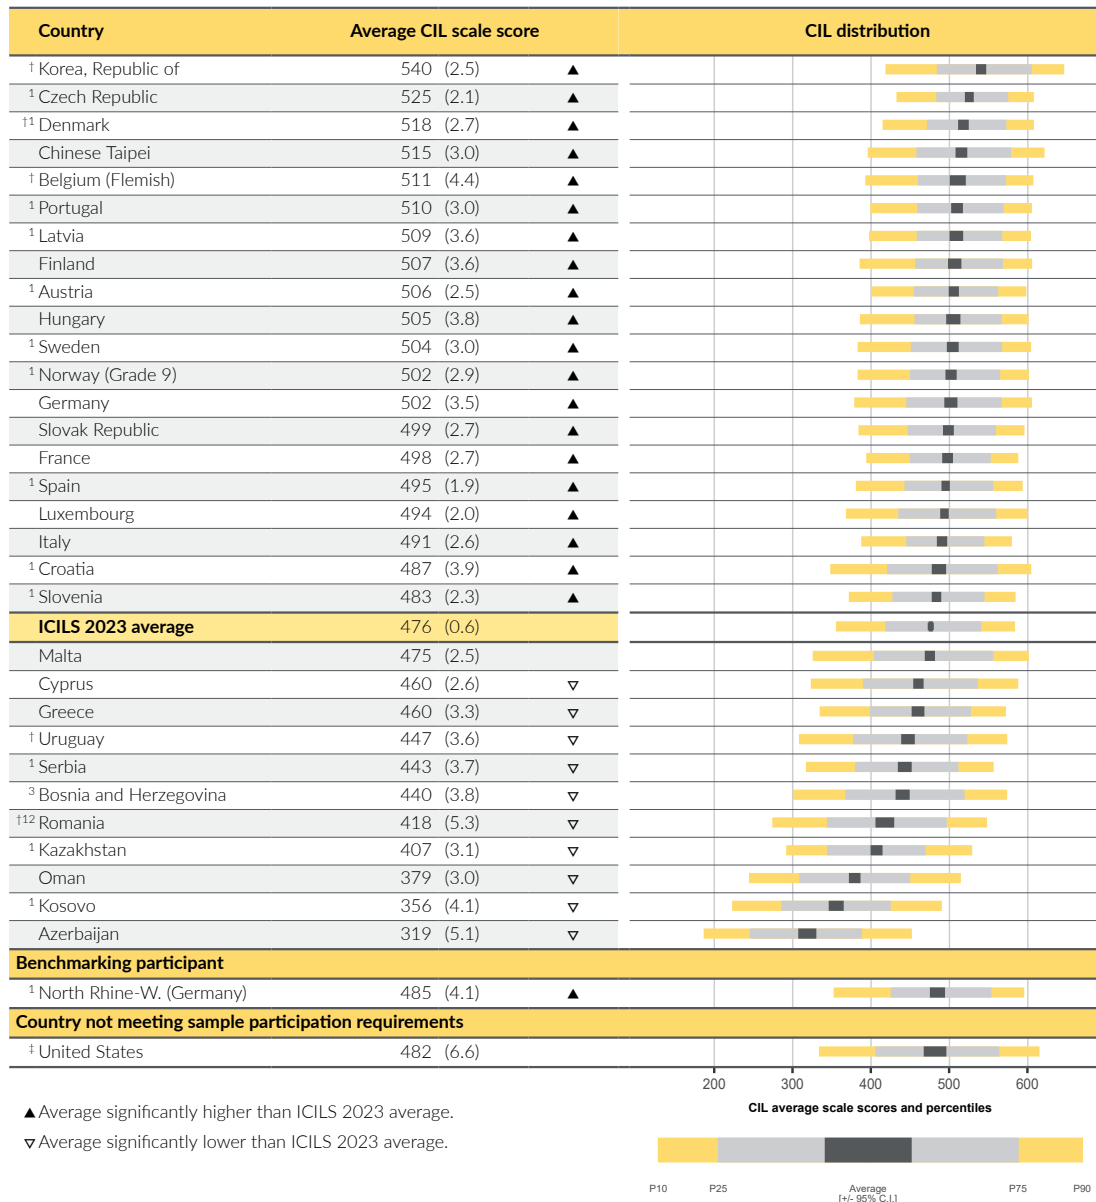 Country Average CIL scale score CIL distribution
† Korea, Republic of 540 (2.5) ▲
1 Czech Republic 525 (2.1) ▲
†1 Denmark 518 (2.7) ▲
Chinese Taipei 515 (3.0) ▲
† Belgium (Flemish) 511 (4.4) ▲
1 Portugal 510 (3.0) ▲
1 Latvia 509 (3.6) ▲
Finland 507 (3.6) ▲
1 Austria 506 (2.5) ▲
Hungary 505 (3.8) ▲
1 Sweden 504 (3.0) ▲
1 Norway (Grade 9) 502 (2.9) ▲
Germany 502 (3.5) ▲
Slovak Republic 499 (2.7) ▲
France 498 (2.7) ▲
1 Spain 495 (1.9) ▲
Luxembourg 494 (2.0) ▲
Italy 491 (2.6) ▲
1 Croatia 487 (3.9) ▲
1 Slovenia 483 (2.3) ▲
ICILS 2023 average 476 (0.6)
Malta 475 (2.5)
Cyprus 460 (2.6) ▽
Greece 460 (3.3) ▽
† Uruguay 447 (3.6) ▽
1 Serbia 443 (3.7) ▽
3 Bosnia and Herzegovina 440 (3.8) ▽
†12 Romania 418 (5.3) ▽
1 Kazakhstan 407 (3.1) ▽
Oman 379 (3.0) ▽
1 Kosovo 356 (4.1) ▽
Azerbaijan 319 (5.1) ▽
Benchmarking participant
1 North Rhine-W. (Germany) 485 (4.1) ▲
Country not meeting sample participation requirements
‡ United States 482 (6.6)
200 300 400 500 600
CIL average scale scores and percentiles
▲ Average significantly higher than ICILS 2023 average.
▽ Average significantly lower than ICILS 2023 average.
P10 P25 Average P75 P90
[+/- 95% C.I.]